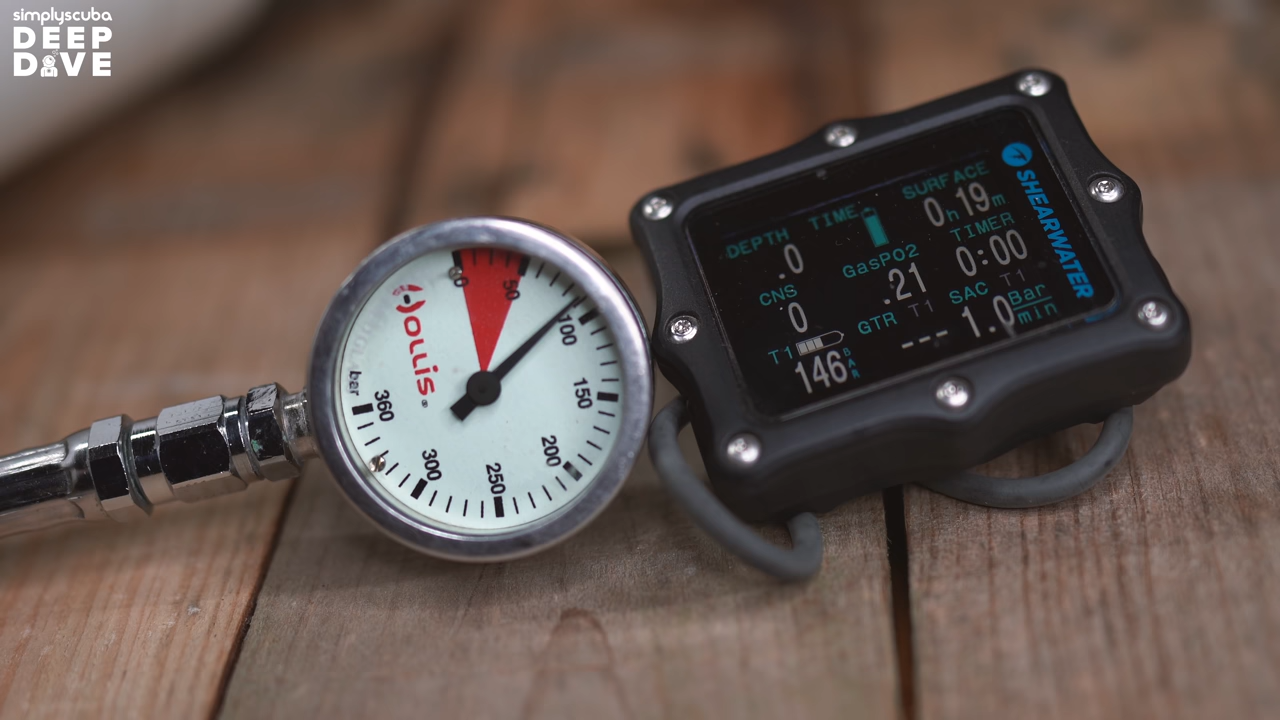 simplyscuba
DEEP
DIVE
HOLLIS
bar
0
50
100
150
200
250
300
360
SHEARWATER
DEPTH TIME SURFACE
.0 0h19m
CNS GasPO2 TIMER
0 .21 0:00
T1 GTR T1 SAC T1
146 BAR --- 1.0 Bar
min